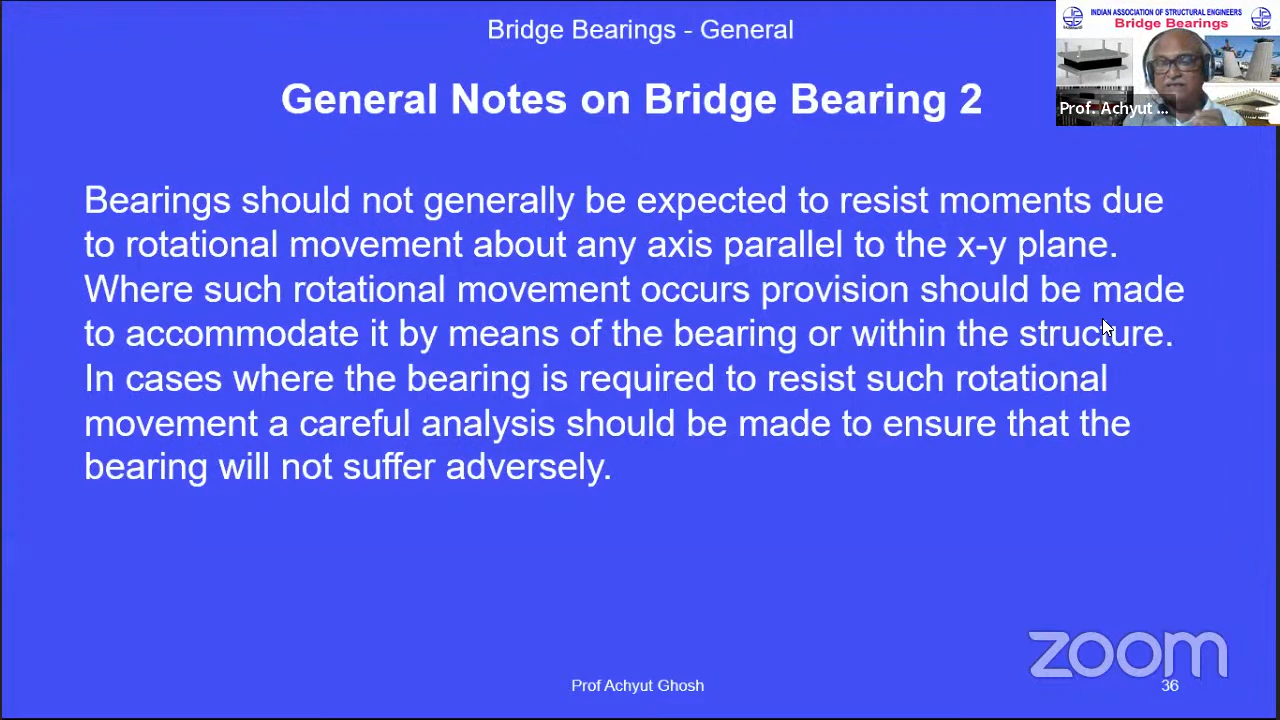 Bridge Bearings - General
INDIAN ASSOCIATION OF STRUCTURAL ENGINEERS
Bridge Bearings
Prof. Achyut ...
General Notes on Bridge Bearing 2
Bearings should not generally be expected to resist moments due
to rotational movement about any axis parallel to the x-y plane.
Where such rotational movement occurs provision should be made
to accommodate it by means of the bearing or within the structure.
In cases where the bearing is required to resist such rotational
movement a careful analysis should be made to ensure that the
bearing will not suffer adversely.
zoom
Prof Achyut Ghosh
36